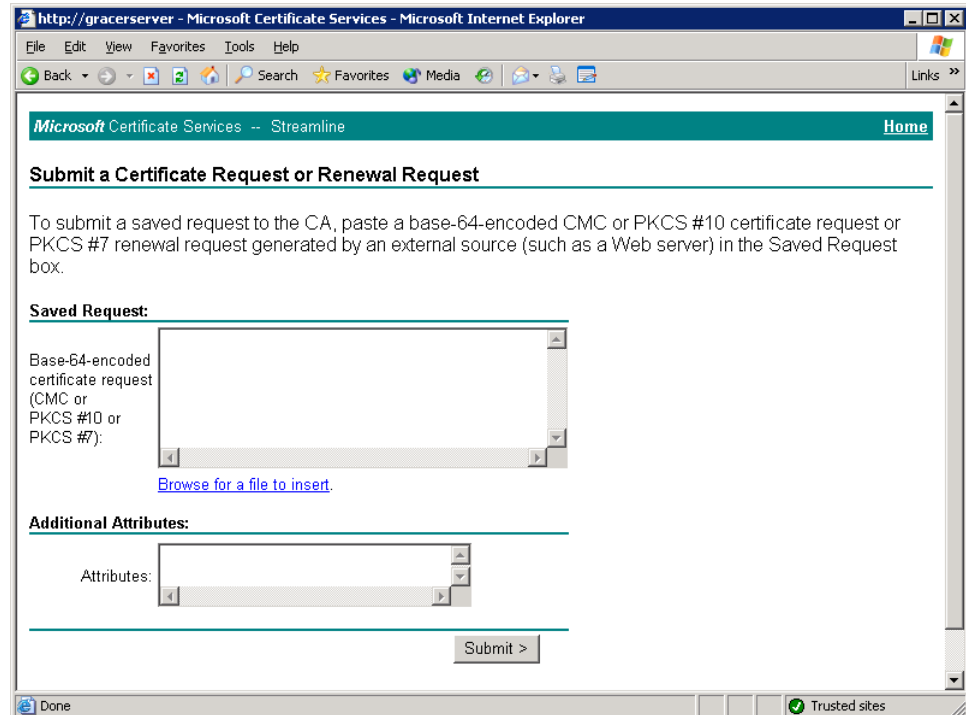 http://gracerserver - Microsoft Certificate Services - Microsoft Internet Explorer
File Edit View Favorites Tools Help
Back Search Favorites Media Links »
Microsoft Certificate Services -- Streamline Home
Submit a Certificate Request or Renewal Request
To submit a saved request to the CA, paste a base-64-encoded CMC or PKCS #10 certificate request or
PKCS #7 renewal request generated by an external source (such as a Web server) in the Saved Request
box.
Saved Request:
Base-64-encoded
certificate request
(CMC or
PKCS #10 or
PKCS #7):
Browse for a file to insert.
Additional Attributes:
Attributes:
Submit >
Done Trusted sites